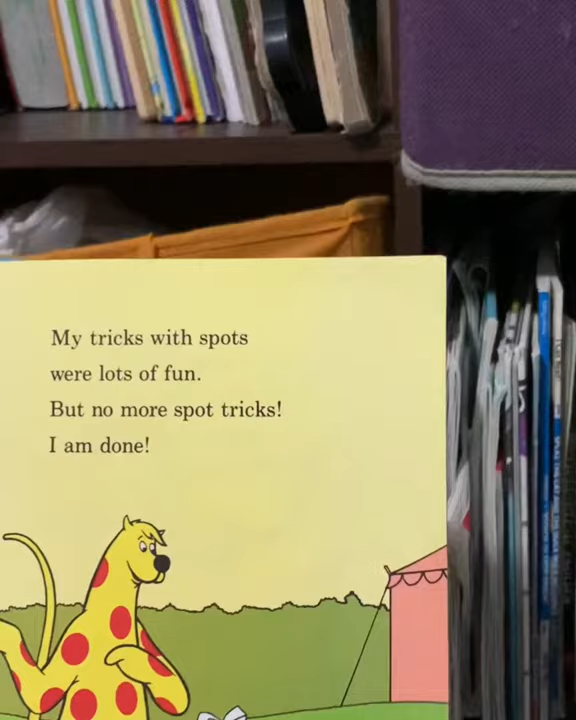 My tricks with spots
were lots of fun.
But no more spot tricks!
I am done!